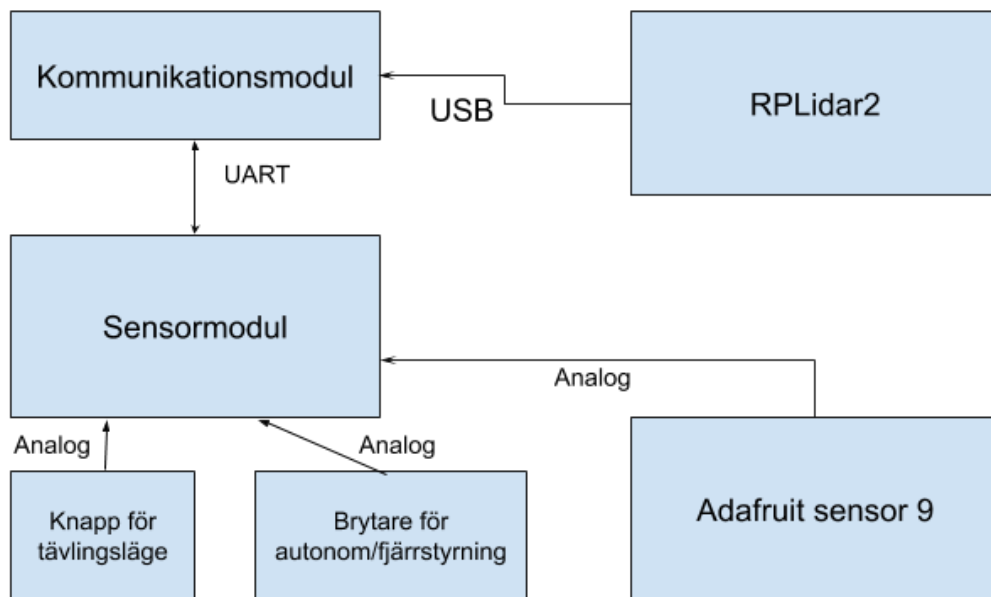 Kommunikationsmodul
USB
RPLidar2
UART
Sensormodul
Analog
Analog
Analog
Knapp för
tävlingsläge
Brytare för
autonom/fjärrstyrning
Adafruit sensor 9